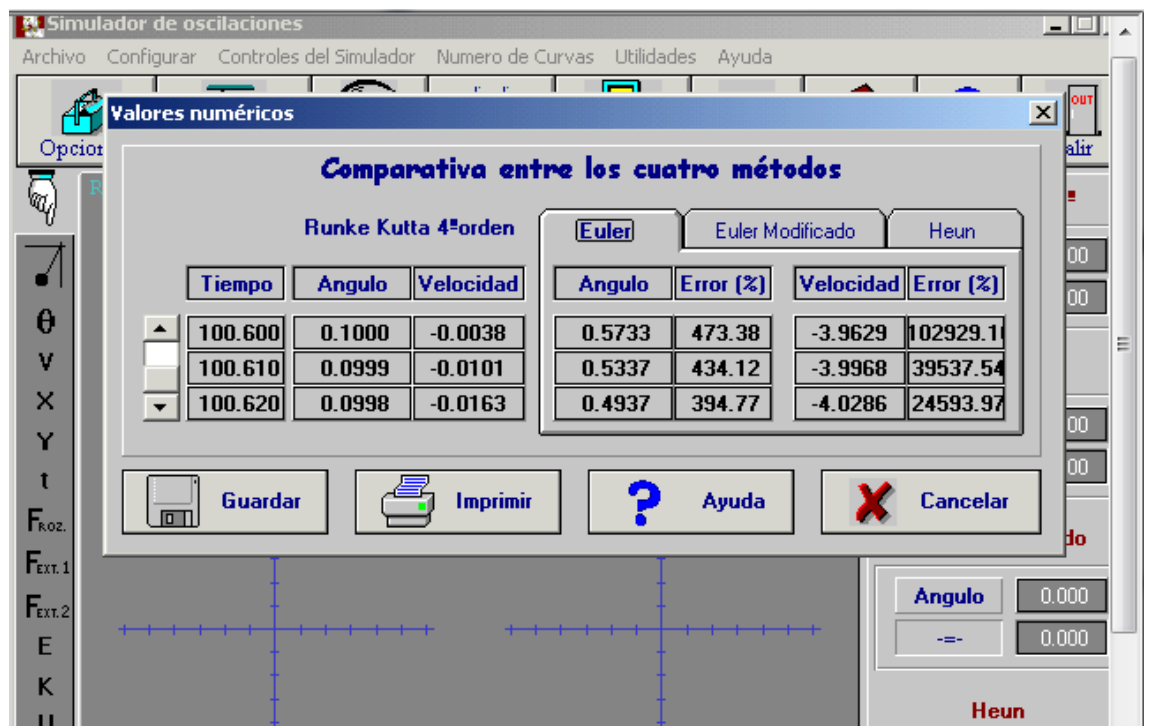 Simulador de oscilaciones
Archivo Configurar Controles del Simulador Numero de Curvas Utilidades Ayuda
OUT
Valores numéricos
Comparativa entre los cuatro métodos
Runke Kutta 4ºorden Euler Euler Modificado Heun
Tiempo Angulo Velocidad Angulo Error (%) Velocidad Error (%)
100.600 0.1000 -0.0038 0.5733 473.38 -3.9629
100.610 0.0999 -0.0101 0.5337 434.12 -3.9968 39537.54
100.620 0.0998 -0.0163 0.4937 394.77 -4.0286 24593.97
Guardar Imprimir Ayuda Cancelar
θ
V
X
Y
t
FROZ.
FEXT.1
FEXT.2
E
K
Angulo 0.000
-=- 0.000
Heun